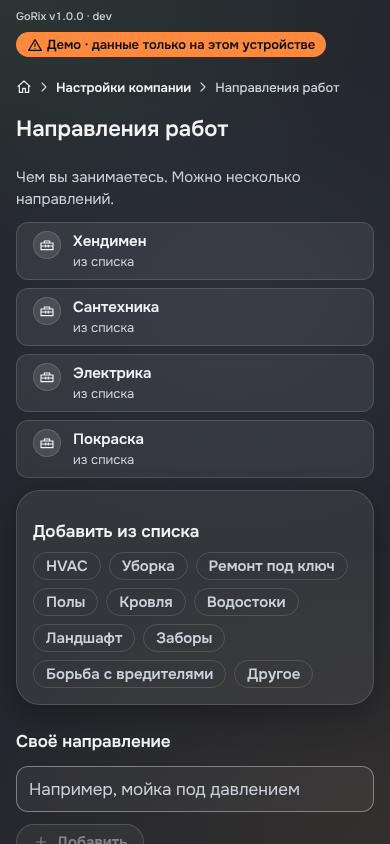 GoRix v1.0.0 · dev
Демо · данные только на этом устройстве
Настройки компании > Направления работ
Направления работ
Чем вы занимаетесь. Можно несколько
направлений.
Хендимен
из списка
Сантехника
из списка
Электрика
из списка
Покраска
из списка
Добавить из списка
HVAC Уборка Ремонт под ключ
Полы Кровля Водостоки
Ландшафт Заборы
Борьба с вредителями Другое
Своё направление
Например, мойка под давлением
+ Добавить